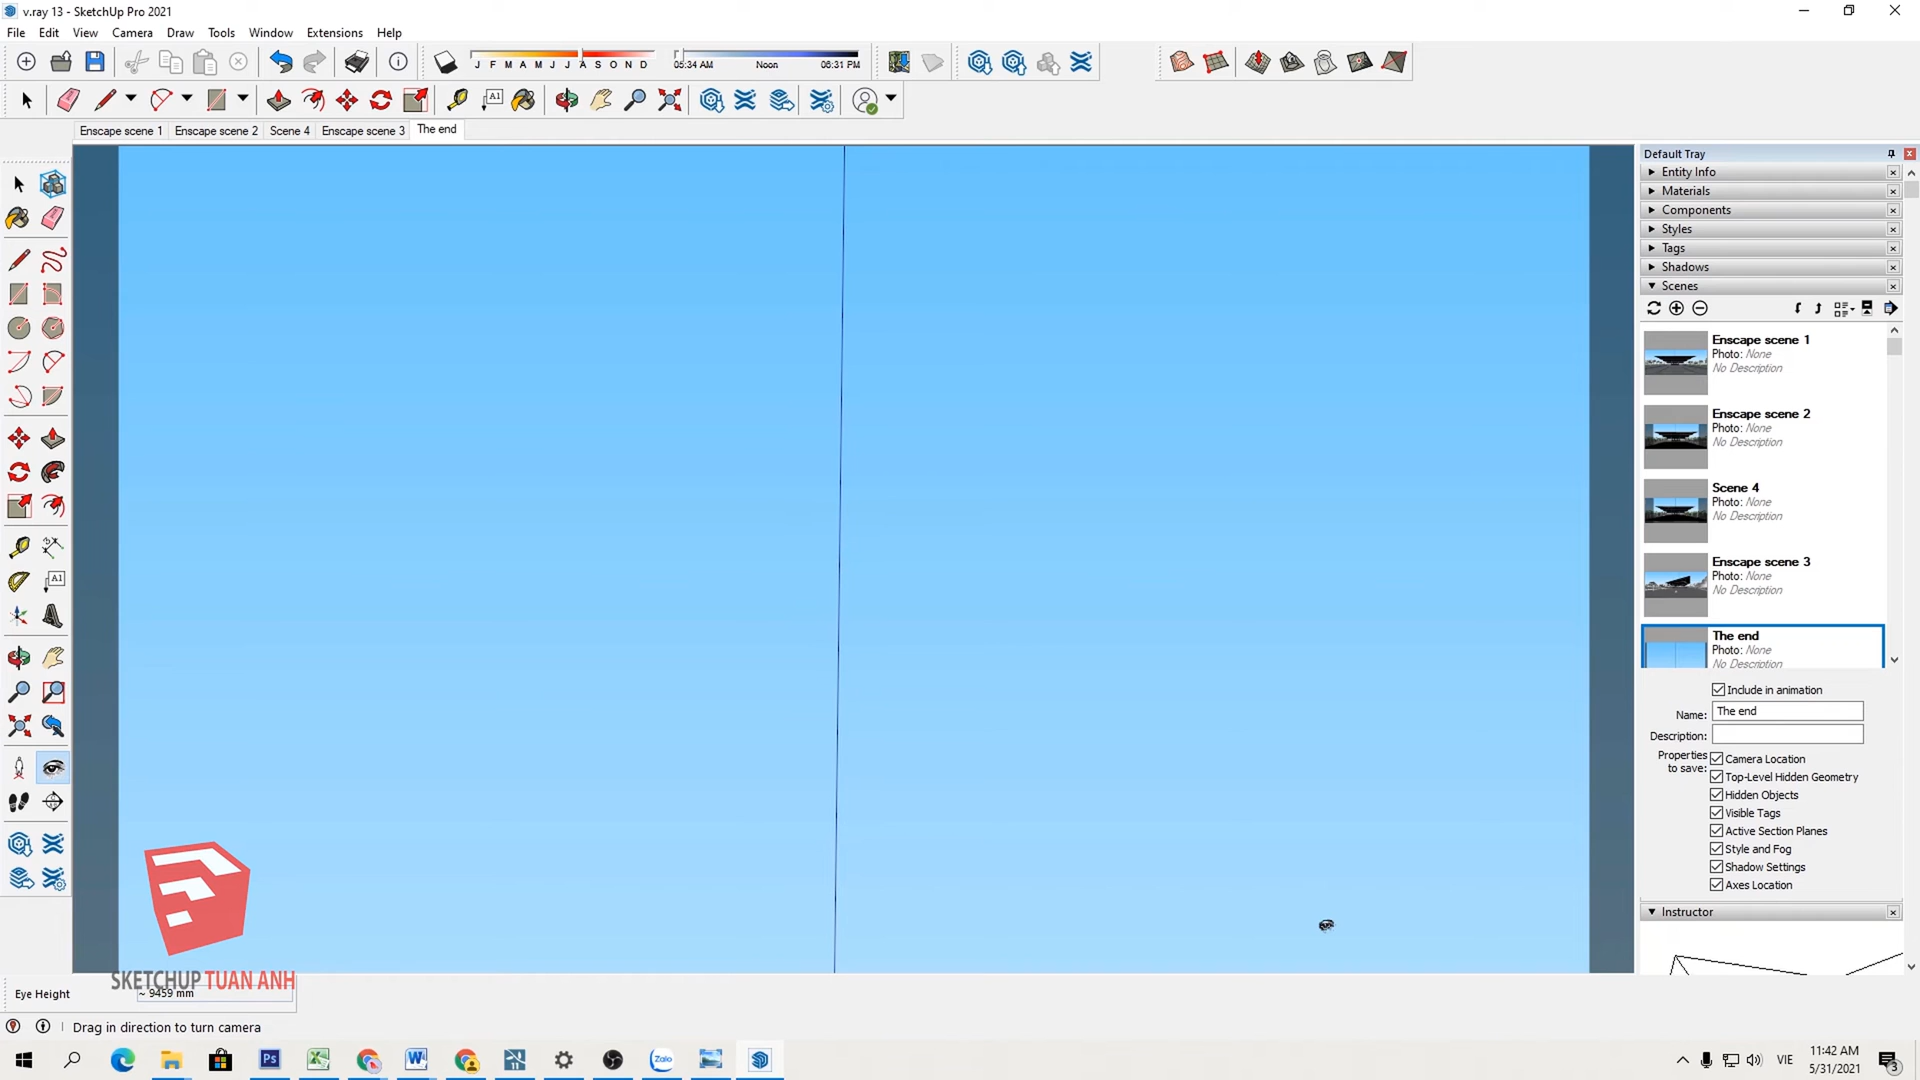 v.ray 13 - SketchUp Pro 2021
File Edit View Camera Draw Tools Window Extensions Help
J F M A M J J A S O N D
05:34 AM Noon 06:31 PM
A1
Enscape scene 1 Enscape scene 2 Scene 4 Enscape scene 3 The end
Default Tray
Entity Info
Materials
Components
Styles
Tags
Shadows
Scenes
Enscape scene 1
Photo: None
No Description
Enscape scene 2
Photo: None
No Description
Scene 4
Photo: None
No Description
Enscape scene 3
Photo: None
No Description
The end
Photo: None
No Description
Include in animation
Name: The end
Description:
Properties to save:
Camera Location
Top-Level Hidden Geometry
Hidden Objects
Visible Tags
Active Section Planes
Style and Fog
Shadow Settings
Axes Location
Instructor
A1
SKETCHUP TUAN ANH
Eye Height ~ 9459 mm
Drag in direction to turn camera
Ps
Zalo
VIE
11:42 AM
5/31/2021
3